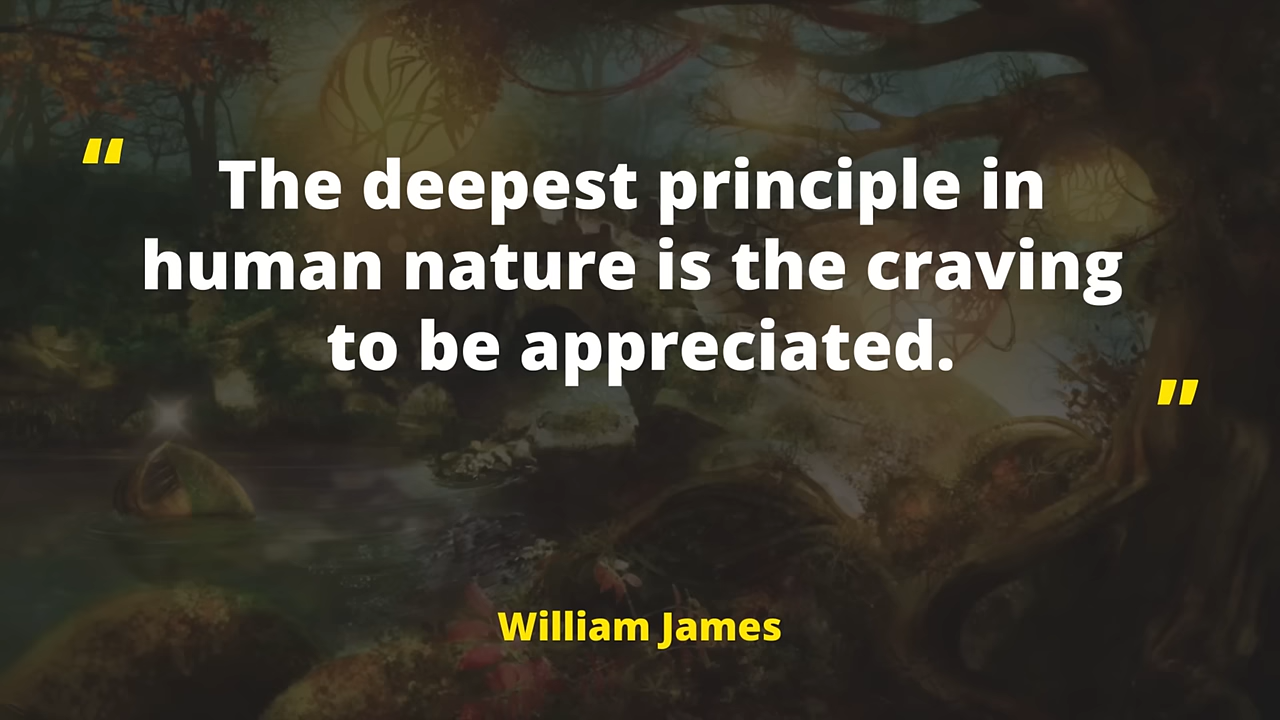 “
The deepest principle in
human nature is the craving
to be appreciated.
”
William James